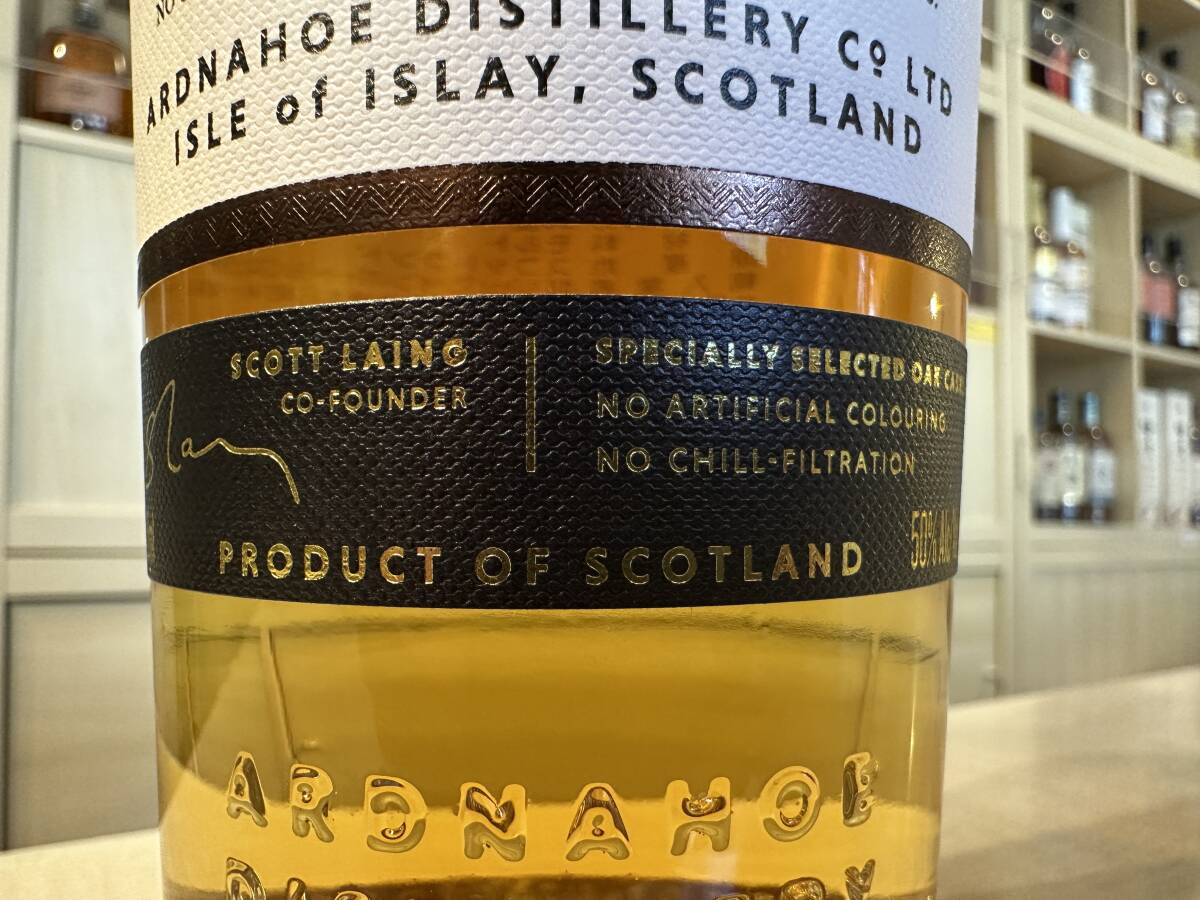 ARDNAHOE DISTILLERY Cº LTD
ISLE of ISLAY, SCOTLAND
SCOTT LAING
CO-FOUNDER
SPECIALLY SELECTED OAK
NO ARTIFICIAL COLOURING
NO CHILL-FILTRATION
PRODUCT OF SCOTLAND
50%
ARDNAHOE